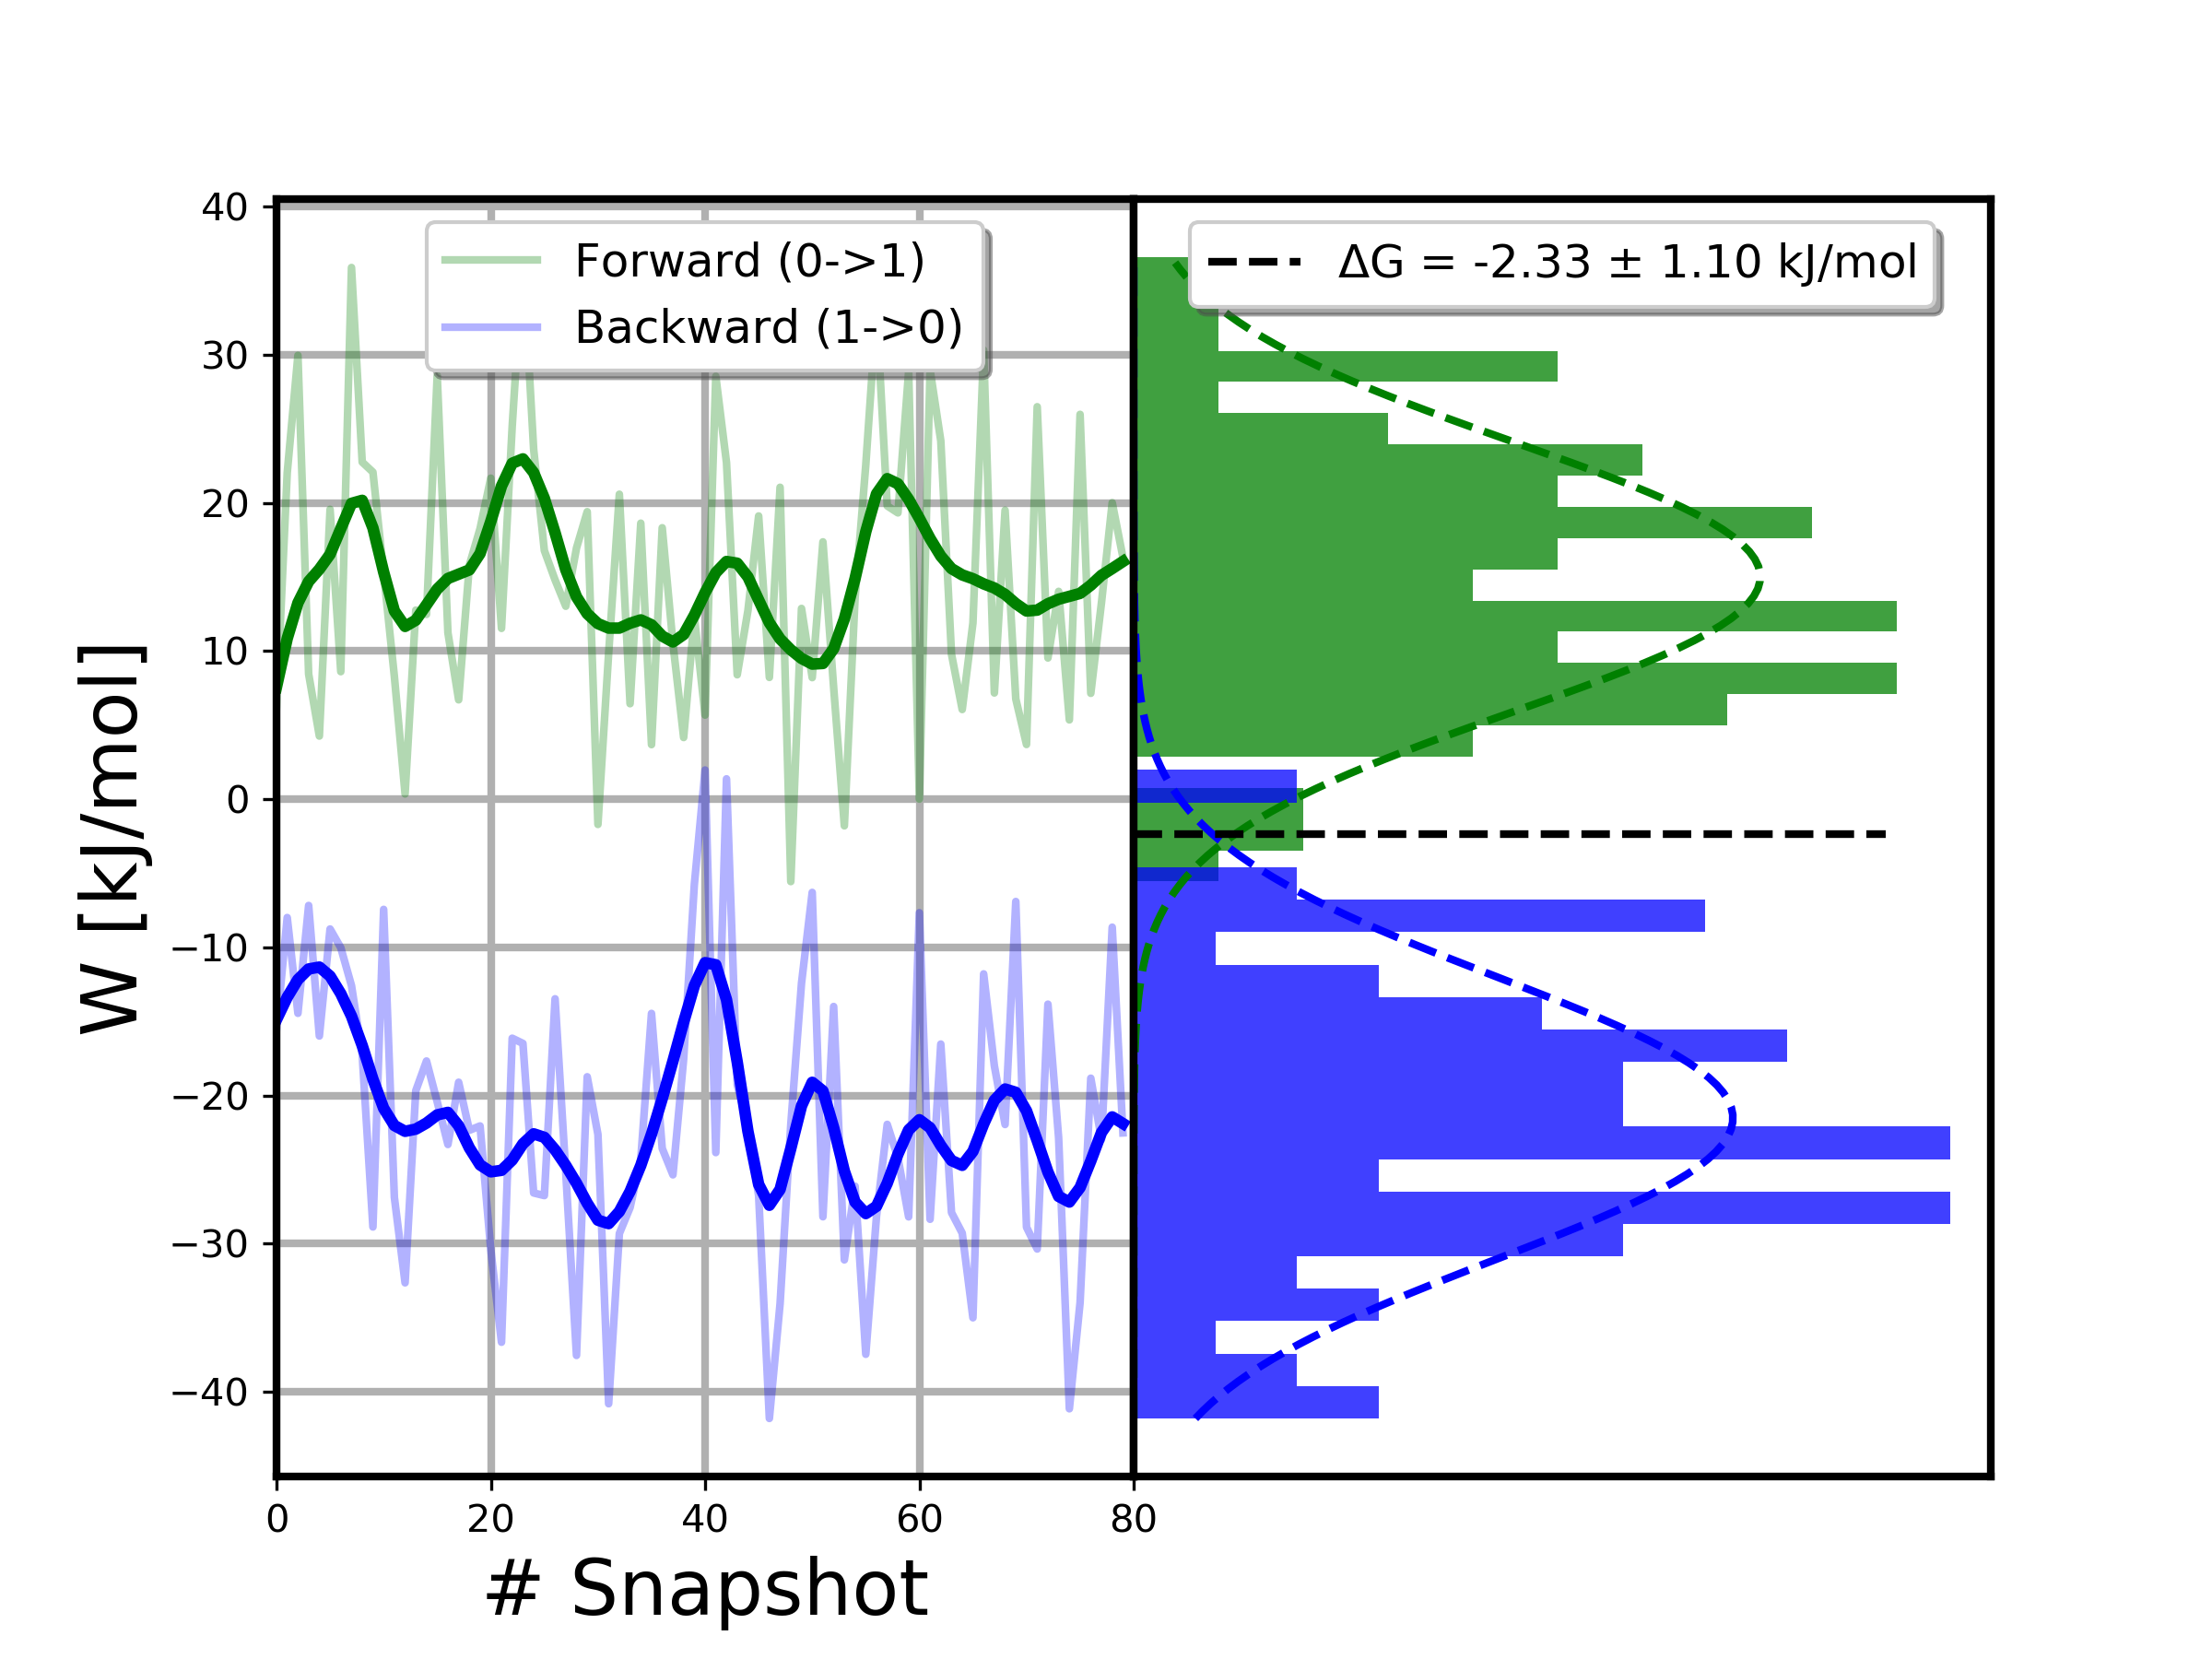 40
30
20
10
0
−10
−20
−30
−40
W [kJ/mol]
Forward (0->1)
Backward (1->0)
ΔG = -2.33 ± 1.10 kJ/mol
0 20 40 60 80
# Snapshot